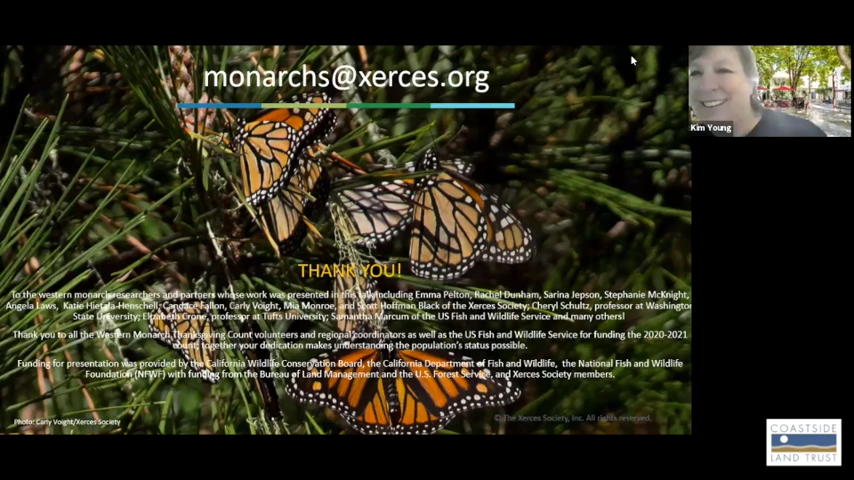 monarchs@xerces.org
Kim Young
THANK YOU!
To the western monarch researchers and partners whose work was presented in this talk including Emma Pelton, Rachel Dunham, Sarina Jepson, Stephanie McKnight,
Angela Laws, Katie Hietala-Henschell, Candace Fallon, Carly Voight, Mia Monroe, and Scott Hoffman Black of the Xerces Society; Cheryl Schultz, professor at Washington
State University; Elizabeth Crone, professor at Tufts University; Samantha Marcum of the US Fish and Wildlife Service and many others!
Thank you to all the Western Monarch Thanksgiving Count volunteers and regional coordinators as well as the US Fish and Wildlife Service for funding the 2020-2021
count, together your dedication makes understanding the population's status possible.
Funding for presentation was provided by the California Wildlife Conservation Board, the California Department of Fish and Wildlife, the National Fish and Wildlife
Foundation (NFWF) with funding from the Bureau of Land Management and the U.S. Forest Service, and Xerces Society members.
Photo: Carly Voight/Xerces Society
© The Xerces Society, Inc. All rights reserved.
COASTSIDE
LAND TRUST